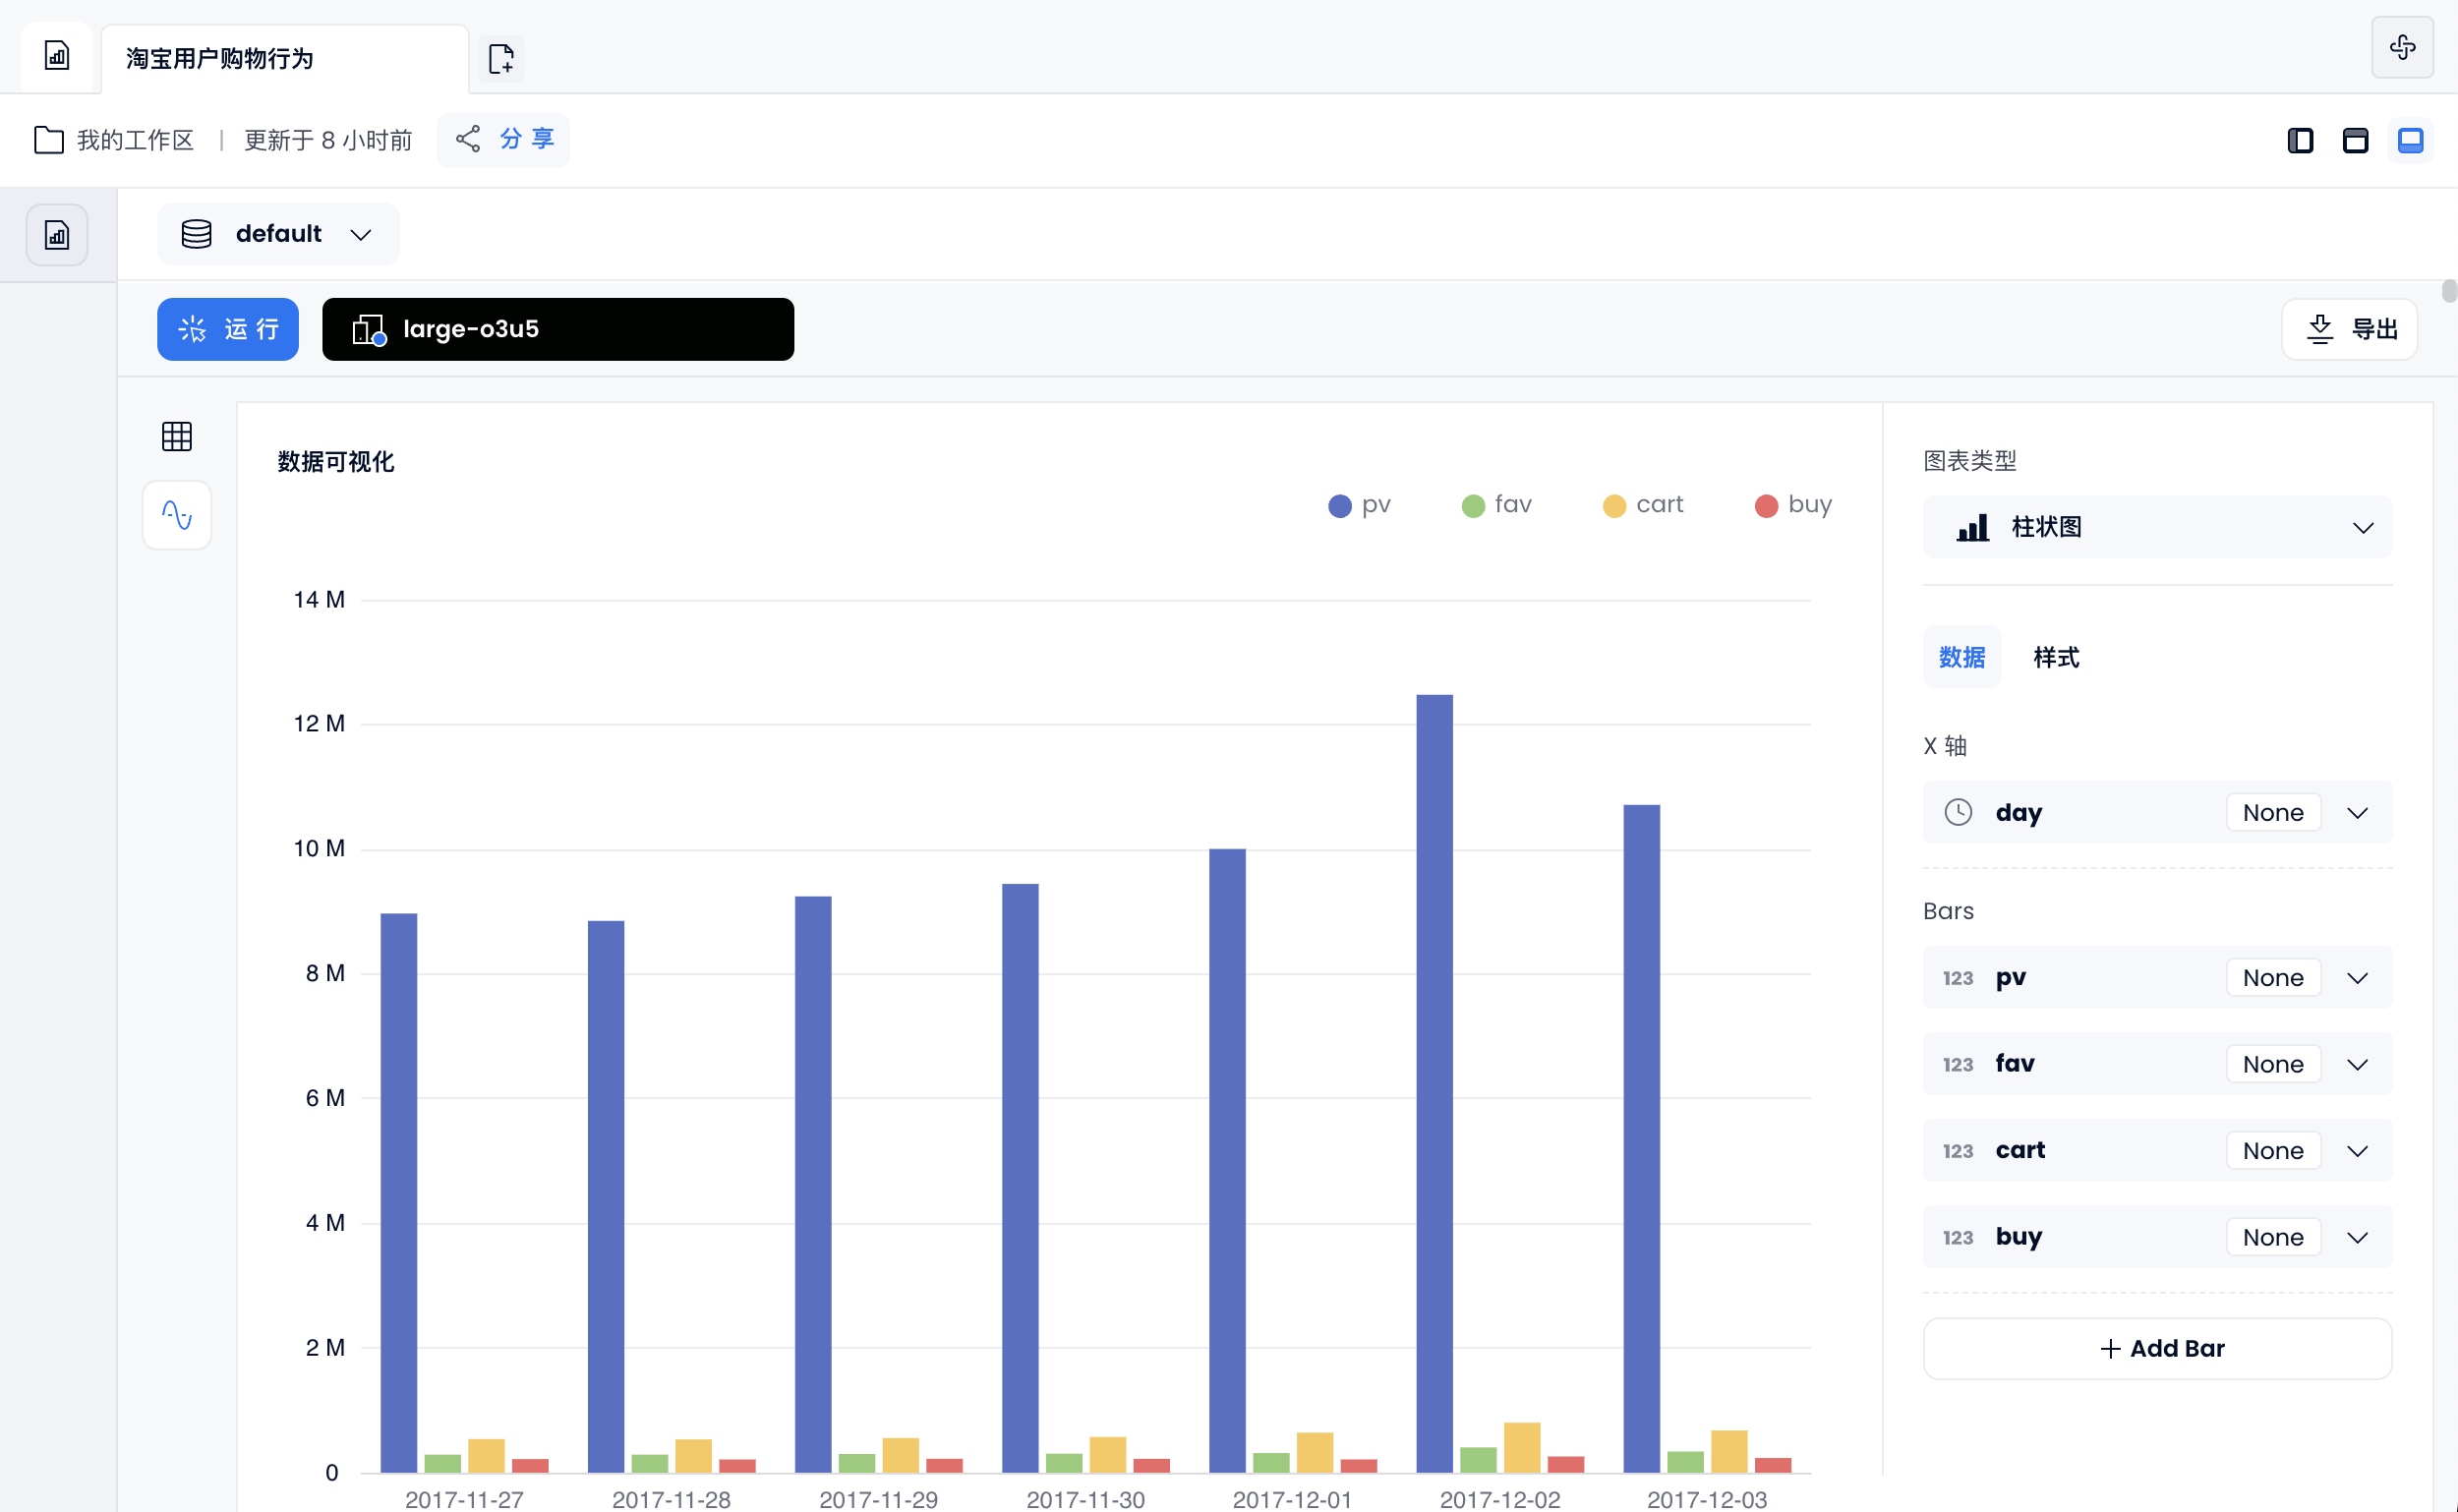 淘宝用户购物行为
我的工作区 | 更新于 8 小时前 分享
default
运行 large-o3u5 导出
数据可视化
pv fav cart buy
14 M
12 M
10 M
8 M
6 M
4 M
2 M
0
2017-11-27 2017-11-28 2017-11-29 2017-11-30 2017-12-01 2017-12-02 2017-12-03
图表类型
柱状图
数据 样式
X 轴
day None
Bars
123 pv None
123 fav None
123 cart None
123 buy None
+ Add Bar